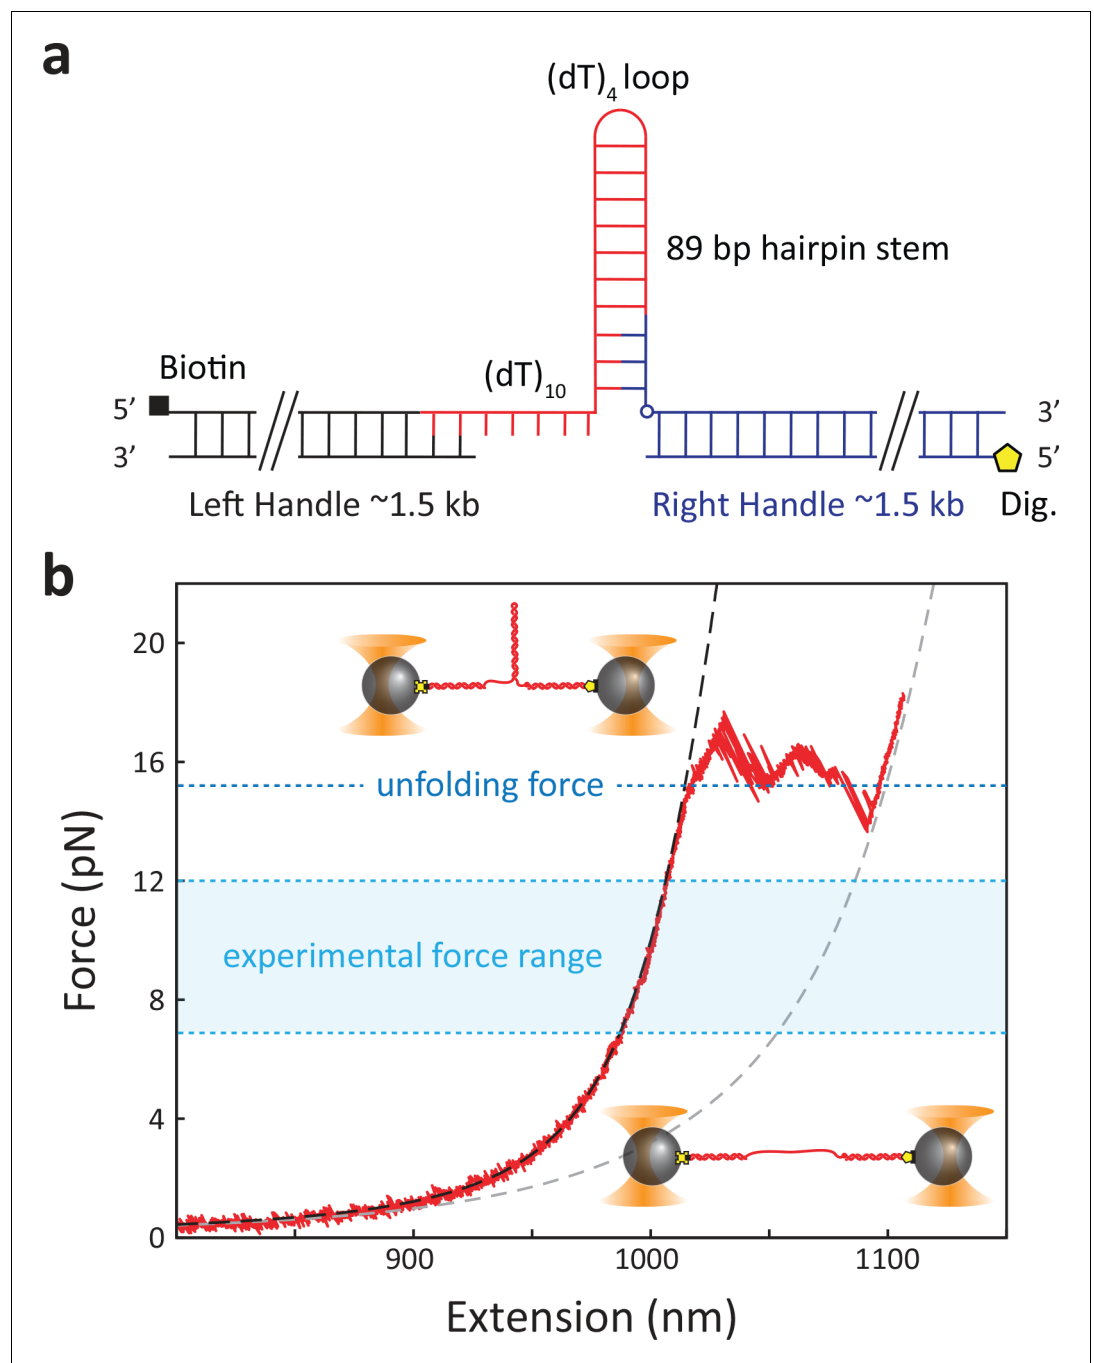 a
(dT)₄ loop
89 bp hairpin stem
Biotin
(dT)₁₀
5’
3’
3’
5’
Left Handle ~1.5 kb
Right Handle ~1.5 kb
Dig.
b
20
16
unfolding force
12
experimental force range
8
4
0
Force (pN)
900
1000
1100
Extension (nm)